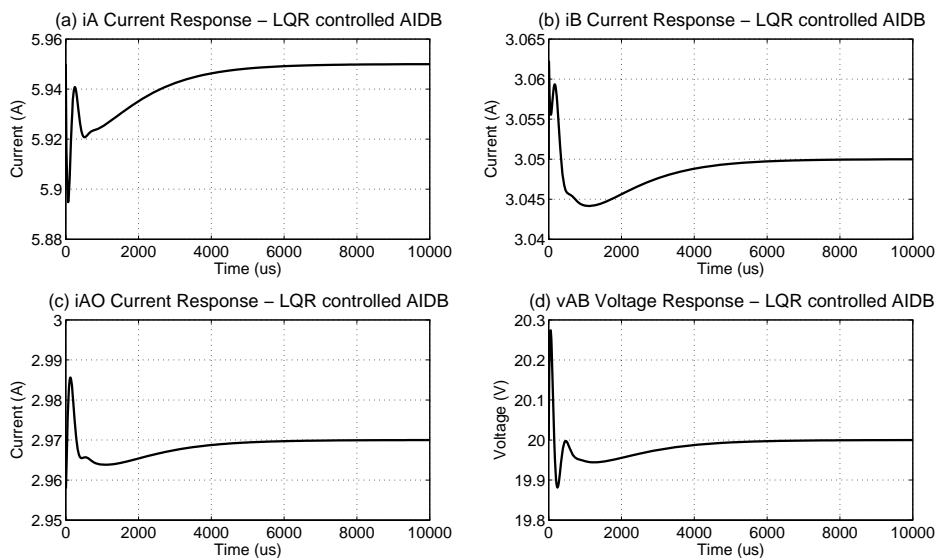 (a) iA Current Response – LQR controlled AIDB
5.96
5.94
5.92
5.9
5.88
Current (A)
0 2000 4000 6000 8000 10000
Time (us)
(b) iB Current Response – LQR controlled AIDB
3.065
3.06
3.055
3.050
3.045
3.04
Current (A)
0 2000 4000 6000 8000 10000
Time (us)
(c) iAO Current Response – LQR controlled AIDB
3
2.99
2.98
2.970
2.96
2.95
Current (A)
0 2000 4000 6000 8000 10000
Time (us)
(d) vAB Voltage Response – LQR controlled AIDB
20.3
20.2
20.1
20
19.9
19.8
Voltage (V)
0 2000 4000 6000 8000 10000
Time (us)